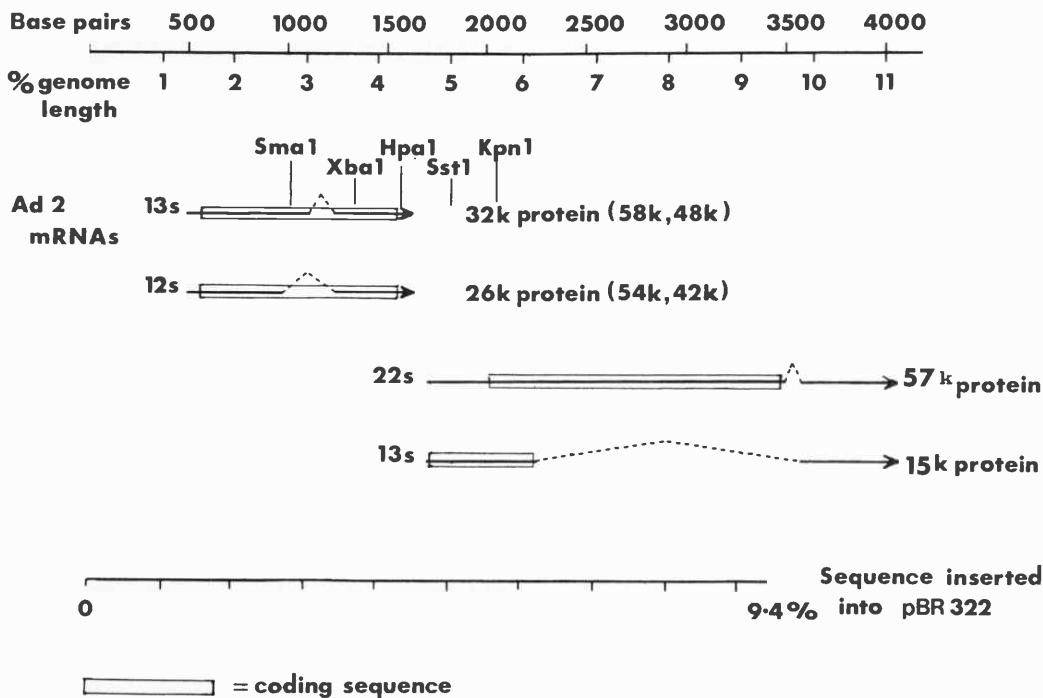 Base pairs 500 1000 1500 2000 2500 3000 3500 4000
% genome length 1 2 3 4 5 6 7 8 9 10 11
Sma1 Hpa1 Kpn1
Xba1 Sst1
Ad 2 mRNAs
13s 32k protein (58k,48k)
12s 26k protein (54k,42k)
22s 57k protein
13s 15k protein
0 9·4% Sequence inserted into pBR 322
= coding sequence